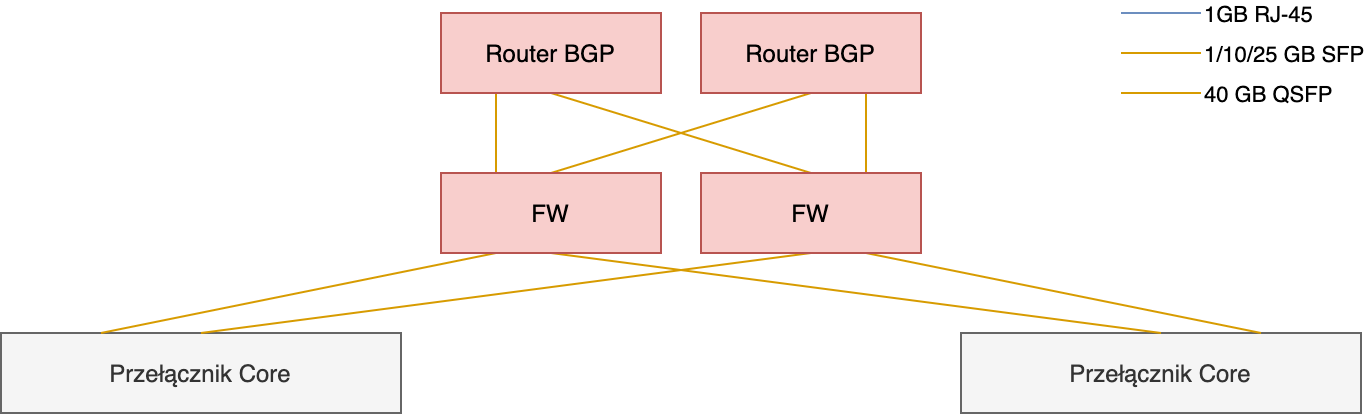 Router BGP
Router BGP
1GB RJ-45
1/10/25 GB SFP
40 GB QSFP
FW
FW
Przełącznik Core
Przełącznik Core